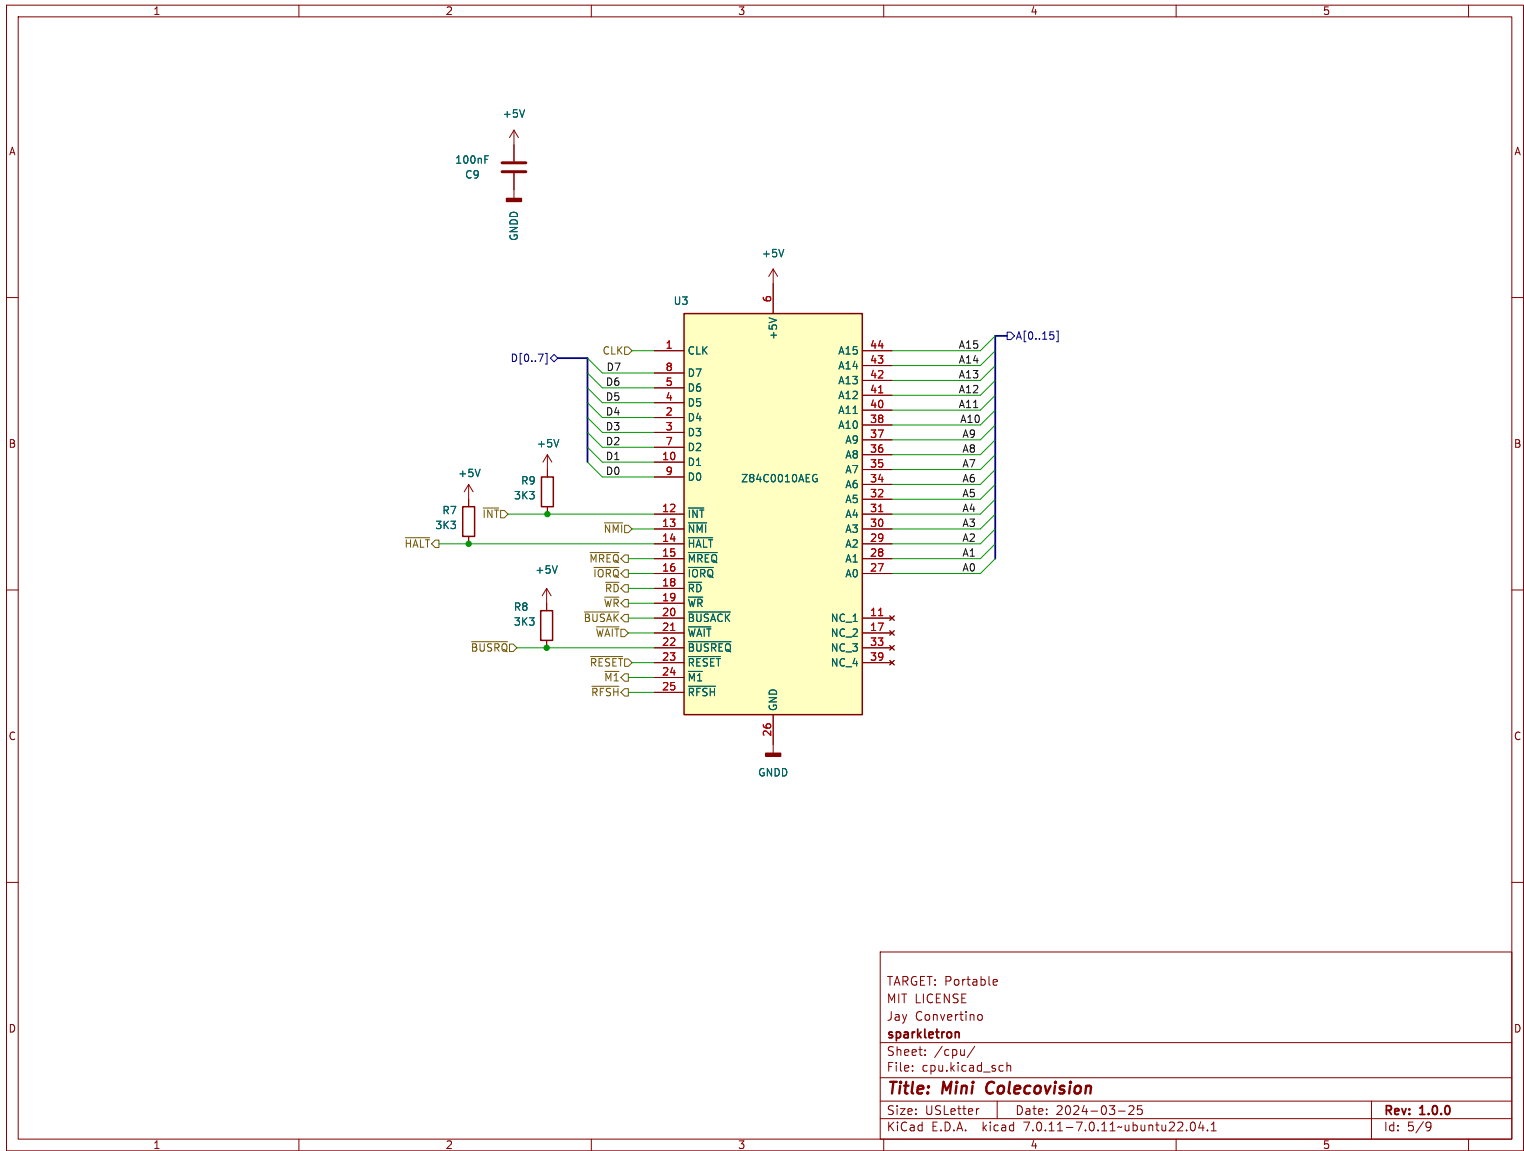 1 2 3 4 5
A A
+5V
100nF
C9
GNDD
+5V
6
U3
+5V
A[0..15]
CLK 1 CLK A15 44 A15
D[0..7]
A14 43 A14
D7 8 D7 A13 42 A13
D6 5 D6 A12 41 A12
D5 4 D5 A11 40 A11
D4 2 D4 A10 38 A10
D3 3 D3 A9 37 A9
B B
D2 7 D2 A8 36 A8
D1 10 D1 A7 35 A7
D0 9 D0 A6 34 A6
Z84C0010AEG
+5V
+5V
R9
3K3
A5 32 A5
R7
3K3
INT 12 INT A4 31 A4
NMI 13 NMI A3 30 A3
HALT 14 HALT A2 29 A2
MREQ 15 MREQ A1 28 A1
IORQ 16 IORQ A0 27 A0
+5V
RD 18 RD
WR 19 WR
R8
3K3
BUSAK 20 BUSACK NC_1 11
WAIT 21 WAIT NC_2 17
BUSRQ 22 BUSREQ NC_3 33
RESET 23 RESET NC_4 39
M1 24 M1
RFSH 25 RFSH
GND
26
GNDD
C C
TARGET: Portable
MIT LICENSE
Jay Convertino
sparkletron
D D
Sheet: /cpu/
File: cpu.kicad_sch
Title: Mini Colecovision
Size: USLetter Date: 2024-03-25 Rev: 1.0.0
KiCad E.D.A. kicad 7.0.11-7.0.11~ubuntu22.04.1 Id: 5/9
1 2 3 4 5